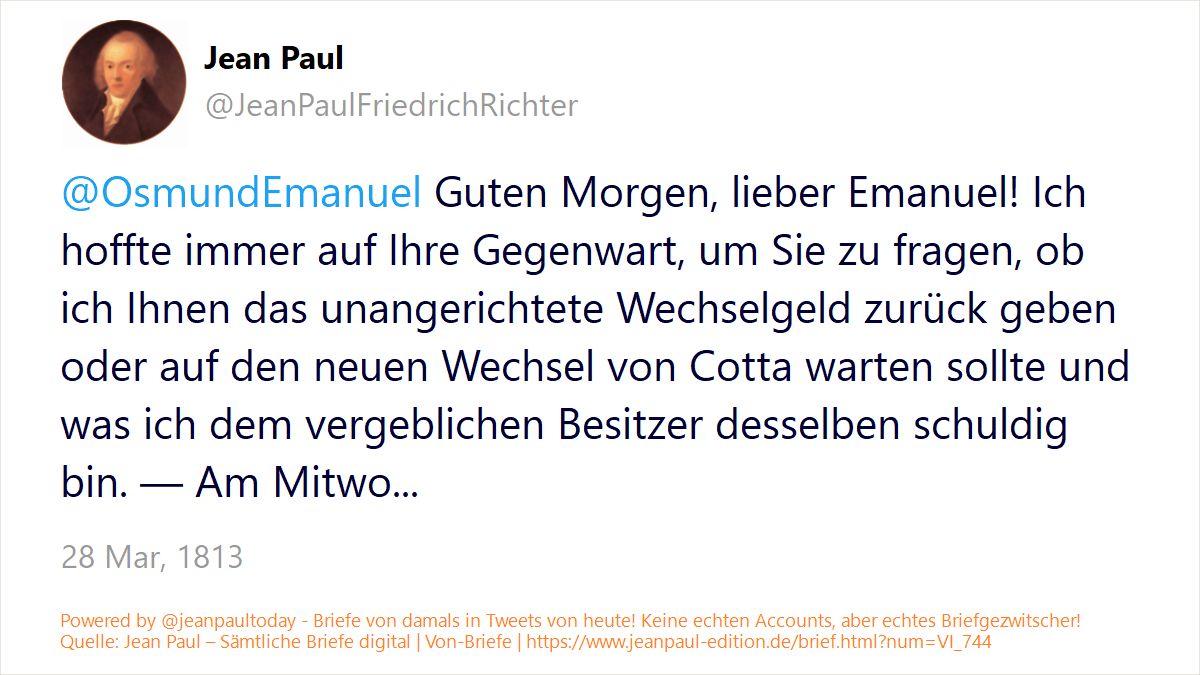 Jean Paul
@JeanPaulFriedrichRichter
@OsmundEmanuel Guten Morgen, lieber Emanuel! Ich
hoffte immer auf Ihre Gegenwart, um Sie zu fragen, ob
ich Ihnen das unangerichtete Wechselgeld zurück geben
oder auf den neuen Wechsel von Cotta warten sollte und
was ich dem vergeblichen Besitzer desselben schuldig
bin. — Am Mitwo...
28 Mar, 1813
Powered by @jeanpaultoday - Briefe von damals in Tweets von heute! Keine echten Accounts, aber echtes Briefgezwitscher!
Quelle: Jean Paul – Sämtliche Briefe digital | Von-Briefe | https://www.jeanpaul-edition.de/brief.html?num=VI_744